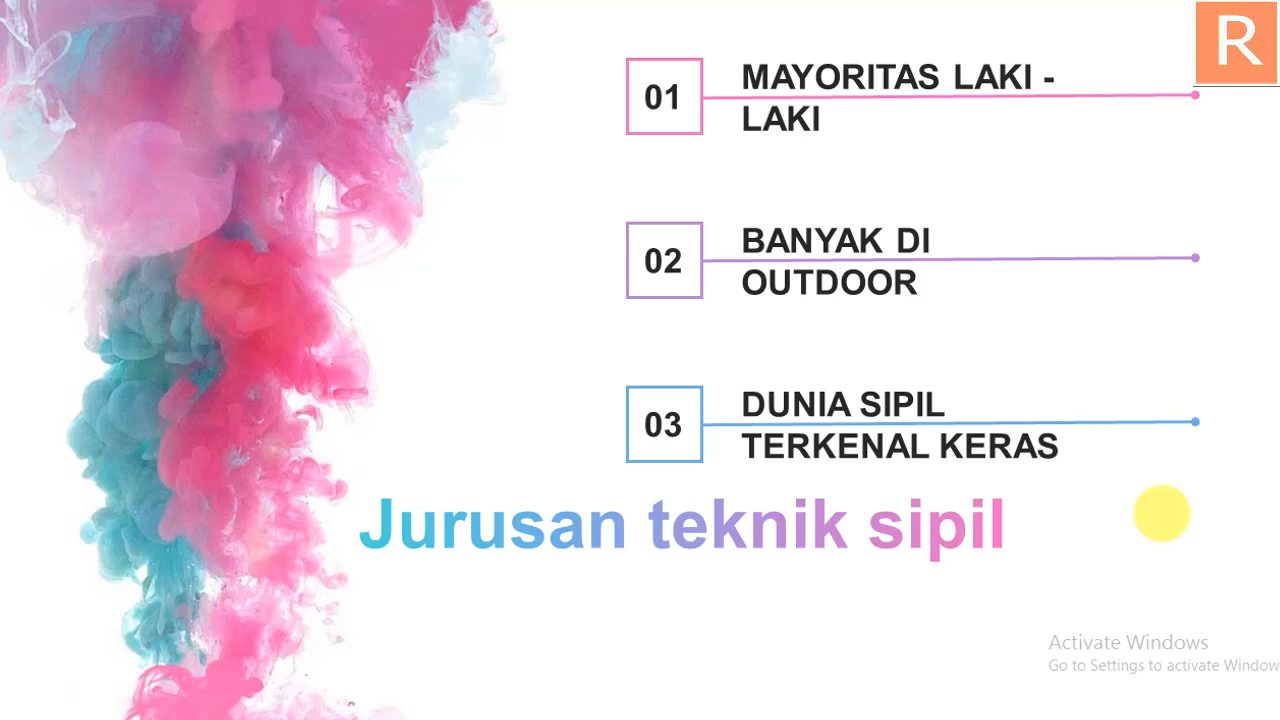 R
01
MAYORITAS LAKI -
LAKI
02
BANYAK DI
OUTDOOR
03
DUNIA SIPIL
TERKENAL KERAS
Jurusan teknik sipil
Activate Windows
Go to Settings to activate Window